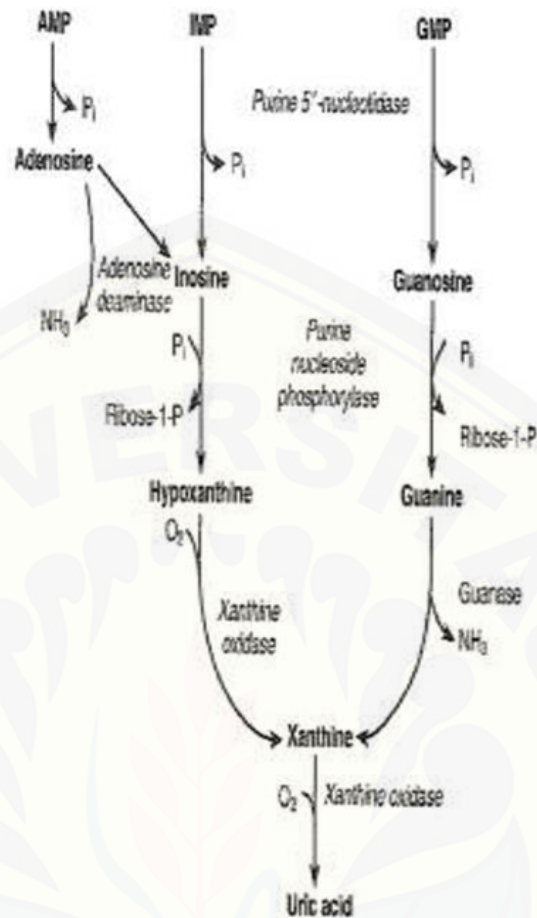 AMP IMP GMP
Purine 5'-nucleotidase
Pi
Pi Pi
Adenosine
Adenosine
deaminase
Inosine Guanosine
NH3
Purine
nucleoside
phosphorylase
Pi Pi
Ribose-1-P
Ribose-1-P
Hypoxanthine Guanine
O2
Guanase
Xanthine
oxidase
NH3
Xanthine
O2 Xanthine oxidase
Uric acid
VERSITA